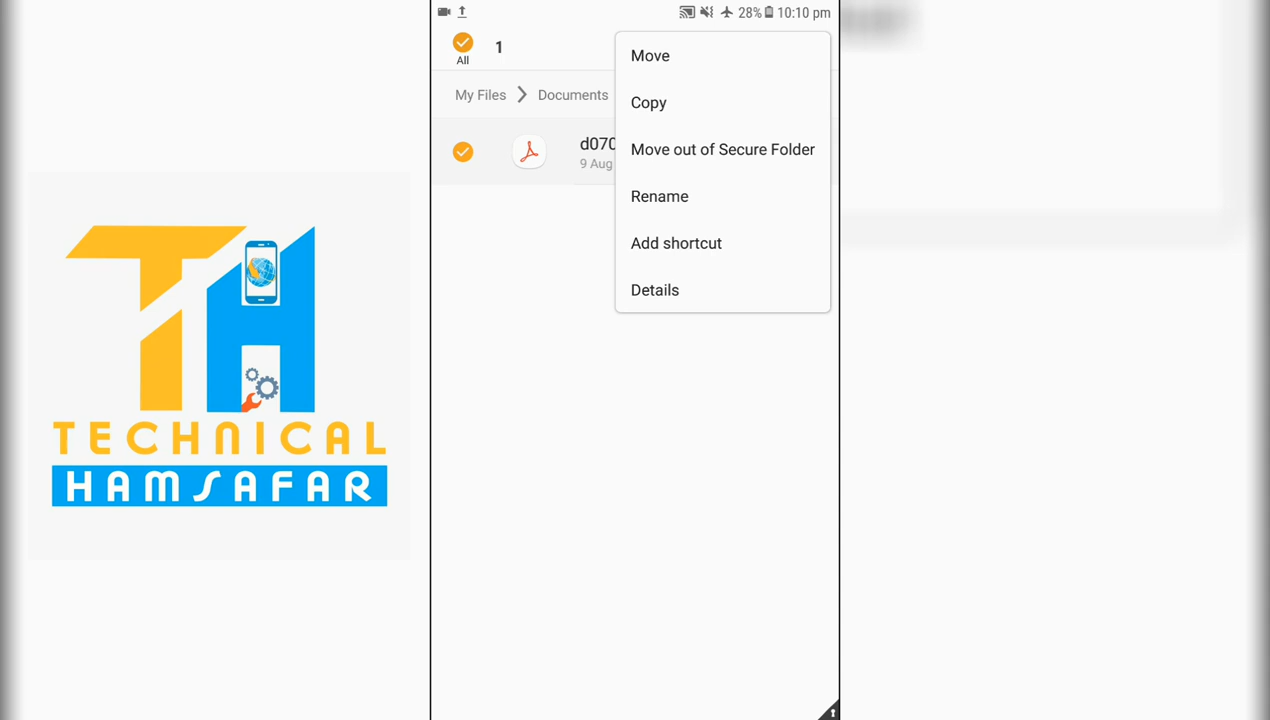 28% 10:10 pm
All
1
My Files > Documents
d070
9 Aug
Move
Copy
Move out of Secure Folder
Rename
Add shortcut
Details
TH
TECHNICAL
HAMSAFAR